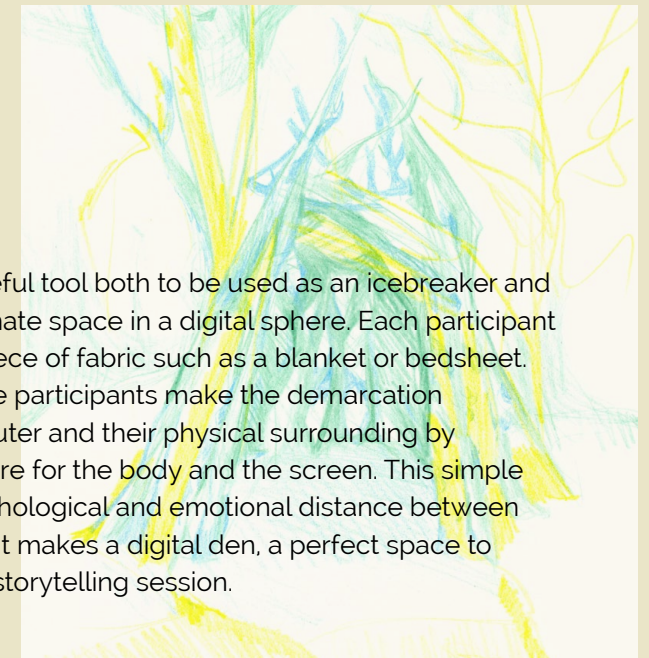 eful tool both to be used as an icebreaker and
nate space in a digital sphere. Each participant
ece of fabric such as a blanket or bedsheet.
e participants make the demarcation
uter and their physical surrounding by
re for the body and the screen. This simple
hological and emotional distance between
t makes a digital den, a perfect space to
storytelling session.